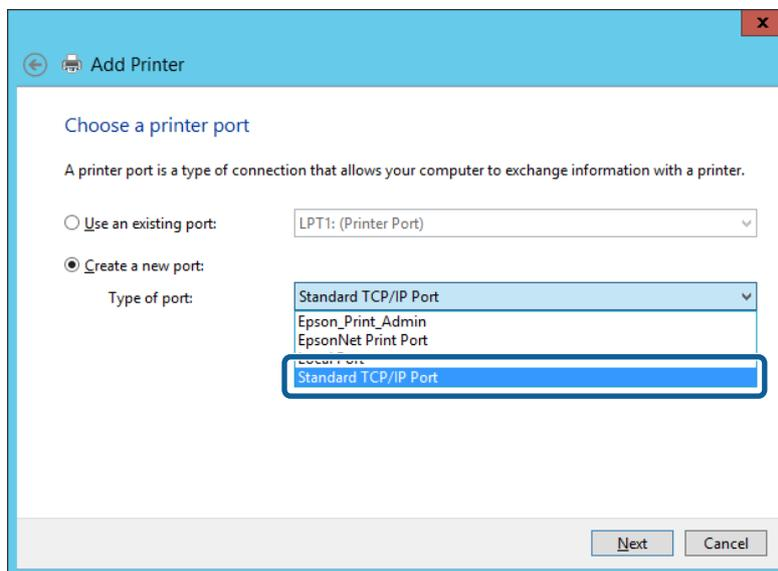 x
Add Printer
Choose a printer port
A printer port is a type of connection that allows your computer to exchange information with a printer.
Use an existing port:
LPT1: (Printer Port)
Create a new port:
Type of port:
Standard TCP/IP Port
Epson_Print_Admin
EpsonNet Print Port
Local Port
Standard TCP/IP Port
Next
Cancel